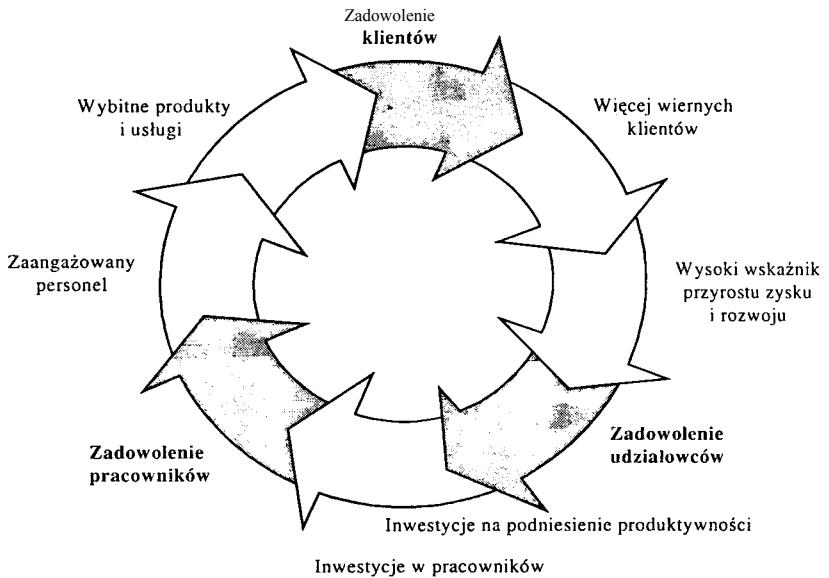 Zadowolenie
klientów
Więcej wiernych
klientów
Wysoki wskaźnik
przyrostu zysku
i rozwoju
Zadowolenie
udziałowców
Inwestycje na podniesienie produktywności
Inwestycje w pracowników
Zadowolenie
pracowników
Zaangażowany
personel
Wybitne produkty
i usługi